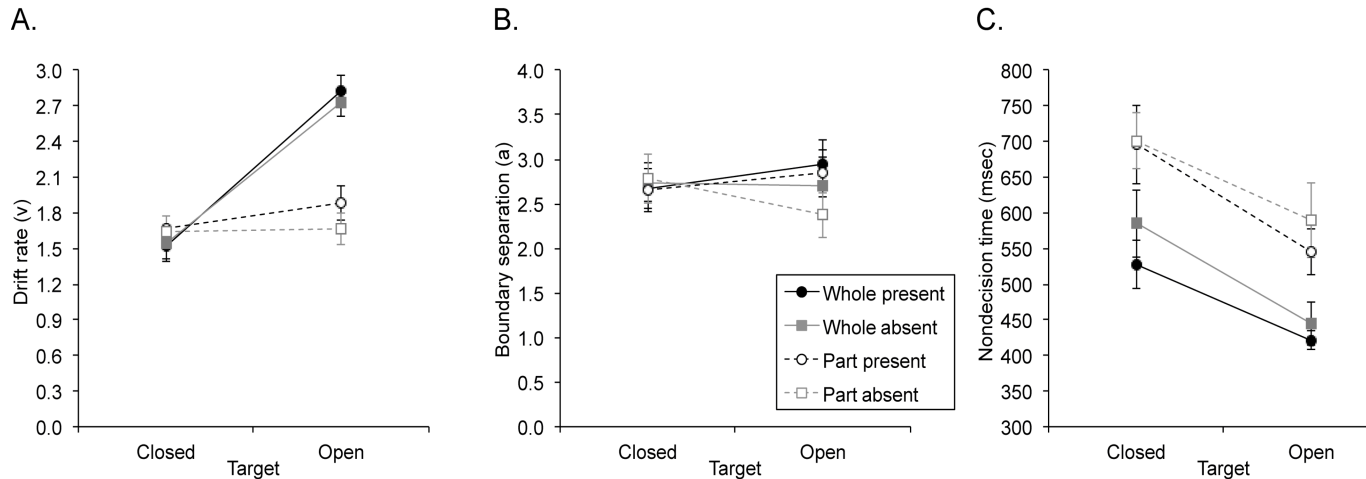 A.
Drift rate (v)
3.0
2.7
2.4
2.1
1.8
1.5
1.2
0.9
0.6
0.3
0.0
Closed
Open
Target
B.
Boundary separation (a)
4.0
3.5
3.0
2.5
2.0
1.5
1.0
0.5
0.0
Closed
Open
Target
Whole present
Whole absent
Part present
Part absent
C.
Nondecision time (msec)
800
750
700
650
600
550
500
450
400
350
300
Closed
Open
Target